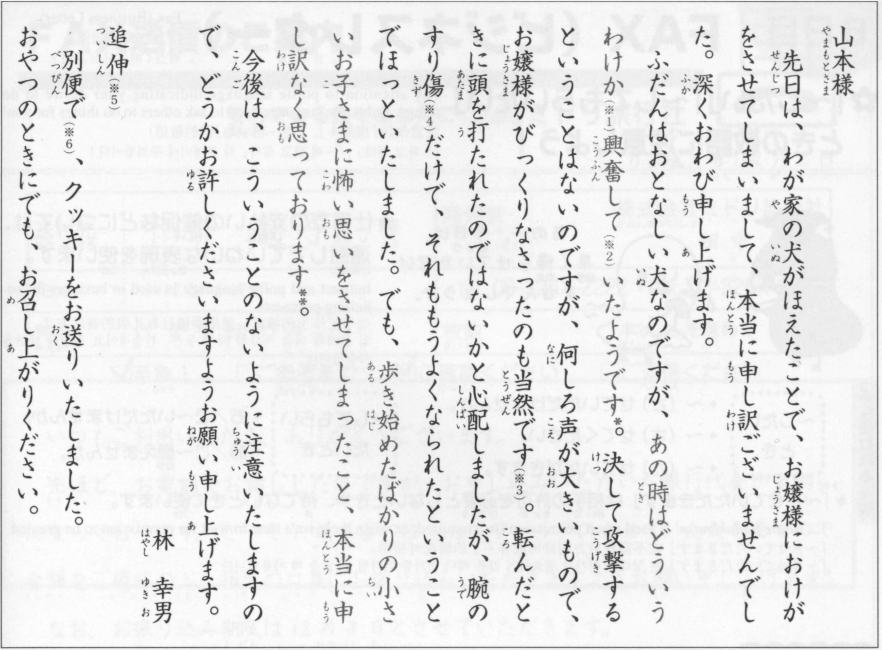 山本様
先日は、わが家の犬がほえたことで、お嬢様におけが
をさせてしまいまして、本当に申し訳ございませんでし
た。深くおわび申し上げます。
ふだんはおとなしい犬なのですが、あの時はどういう
わけか(※1)興奮して(※2)いたようです*。決して攻撃する
ということはないのですが、何しろ声が大きいもので、
お嬢様がびっくりなさったのも当然です(※3)。転んだと
きに頭を打たれたのではないかと心配しましたが、腕の
すり傷(※4)だけで、それももうよくなられたということ
でほっといたしました。でも、歩き始めたばかりの小さ
いお子さまに怖い思いをさせてしまったこと、本当に申
し訳なく思っております**。
今後はこういうことのないように注意いたしますの
で、どうかお許しくださいますようお願い申し上げます。
林 幸男
追伸(※5)
別便で(※6)、クッキーをお送りいたしました。
おやつのときにでも、お召し上がりください。